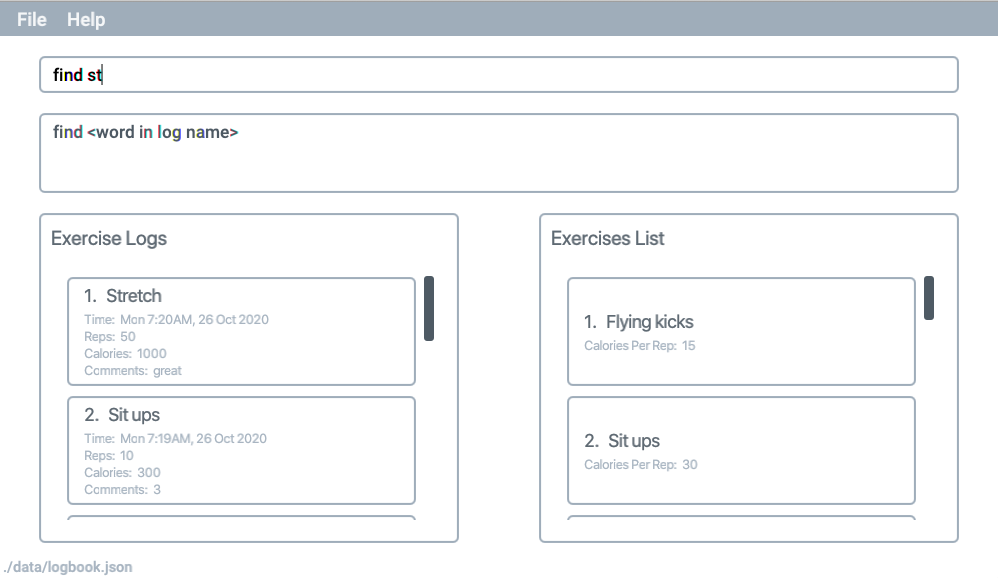 File Help
find st
find <word in log name>
Exercise Logs
1. Stretch
Time: Mon 7:20AM, 26 Oct 2020
Reps: 50
Calories: 1000
Comments: great
2. Sit ups
Time: Mon 7:19AM, 26 Oct 2020
Reps: 10
Calories: 300
Comments: 3
Exercises List
1. Flying kicks
Calories Per Rep: 15
2. Sit ups
Calories Per Rep: 30
./data/logbook.json